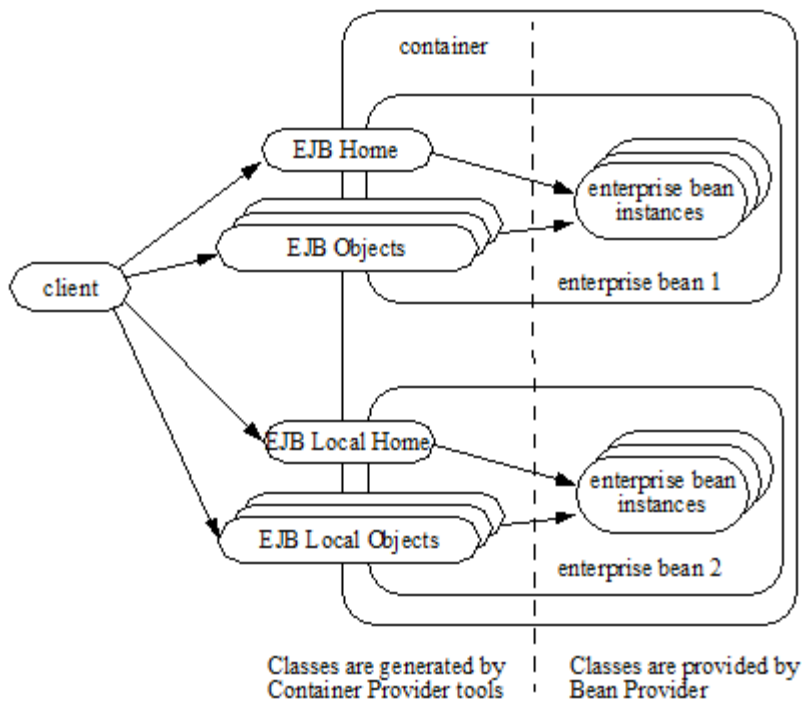 container
EJB Home
enterprise bean
instances
EJB Objects
client
enterprise bean 1
EJB Local Home
enterprise bean
instances
EJB Local Objects
enterprise bean 2
Classes are generated by
Container Provider tools
Classes are provided by
Bean Provider